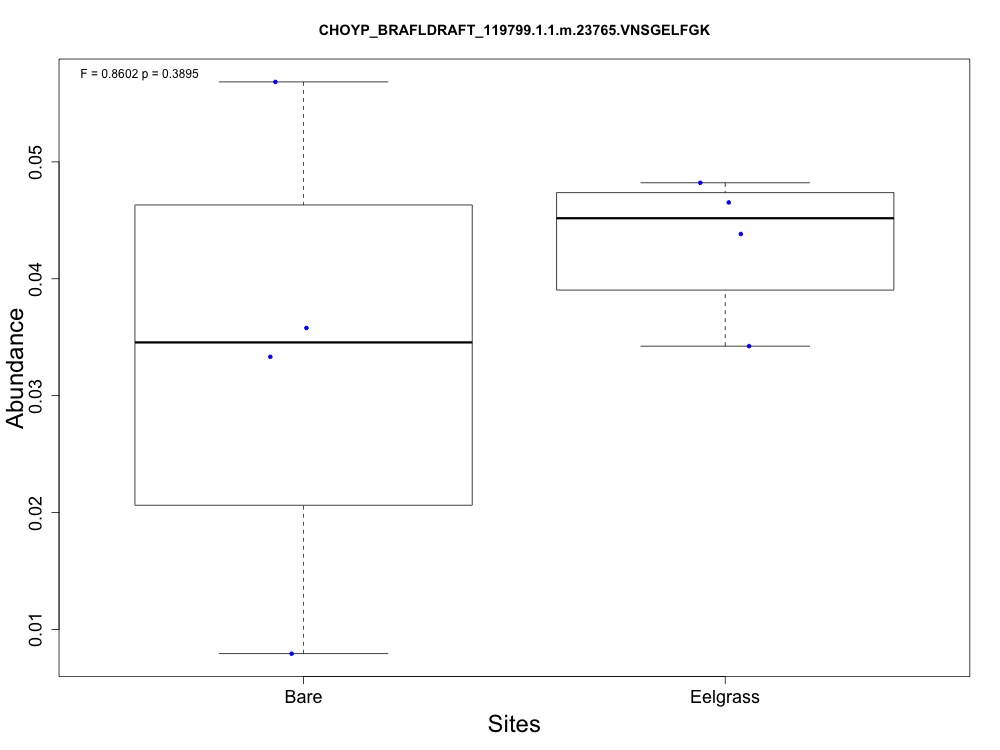 CHOYP_BRAFLDRAFT_119799.1.1.m.23765.VNSGELFGK
F = 0.8602 p = 0.3895
0.05
0.04
0.03
0.02
0.01
Abundance
Bare
Eelgrass
Sites